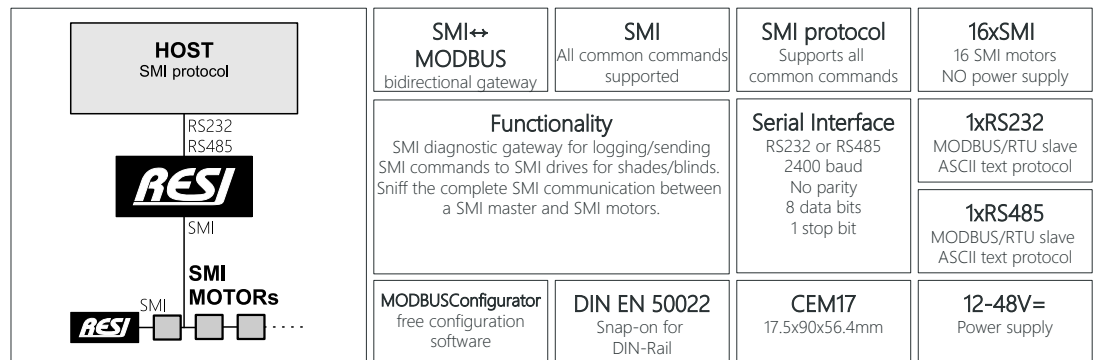 HOST
SMI protocol
RS232
RS485
RESI
SMI
SMI
MOTORs
SMI
RESI
SMI↔
MODBUS
bidirectional gateway
SMI
All common commands
supported
SMI protocol
Supports all
common commands
16xSMI
16 SMI motors
NO power supply
Functionality
SMI diagnostic gateway for logging/sending
SMI commands to SMI drives for shades/blinds.
Sniff the complete SMI communication between
a SMI master and SMI motors.
Serial Interface
RS232 or RS485
2400 baud
No parity
8 data bits
1 stop bit
1xRS232
MODBUS/RTU slave
ASCII text protocol
1xRS485
MODBUS/RTU slave
ASCII text protocol
MODBUSConfigurator
free configuration
software
DIN EN 50022
Snap-on for
DIN-Rail
CEM17
17.5x90x56.4mm
12-48V=
Power supply